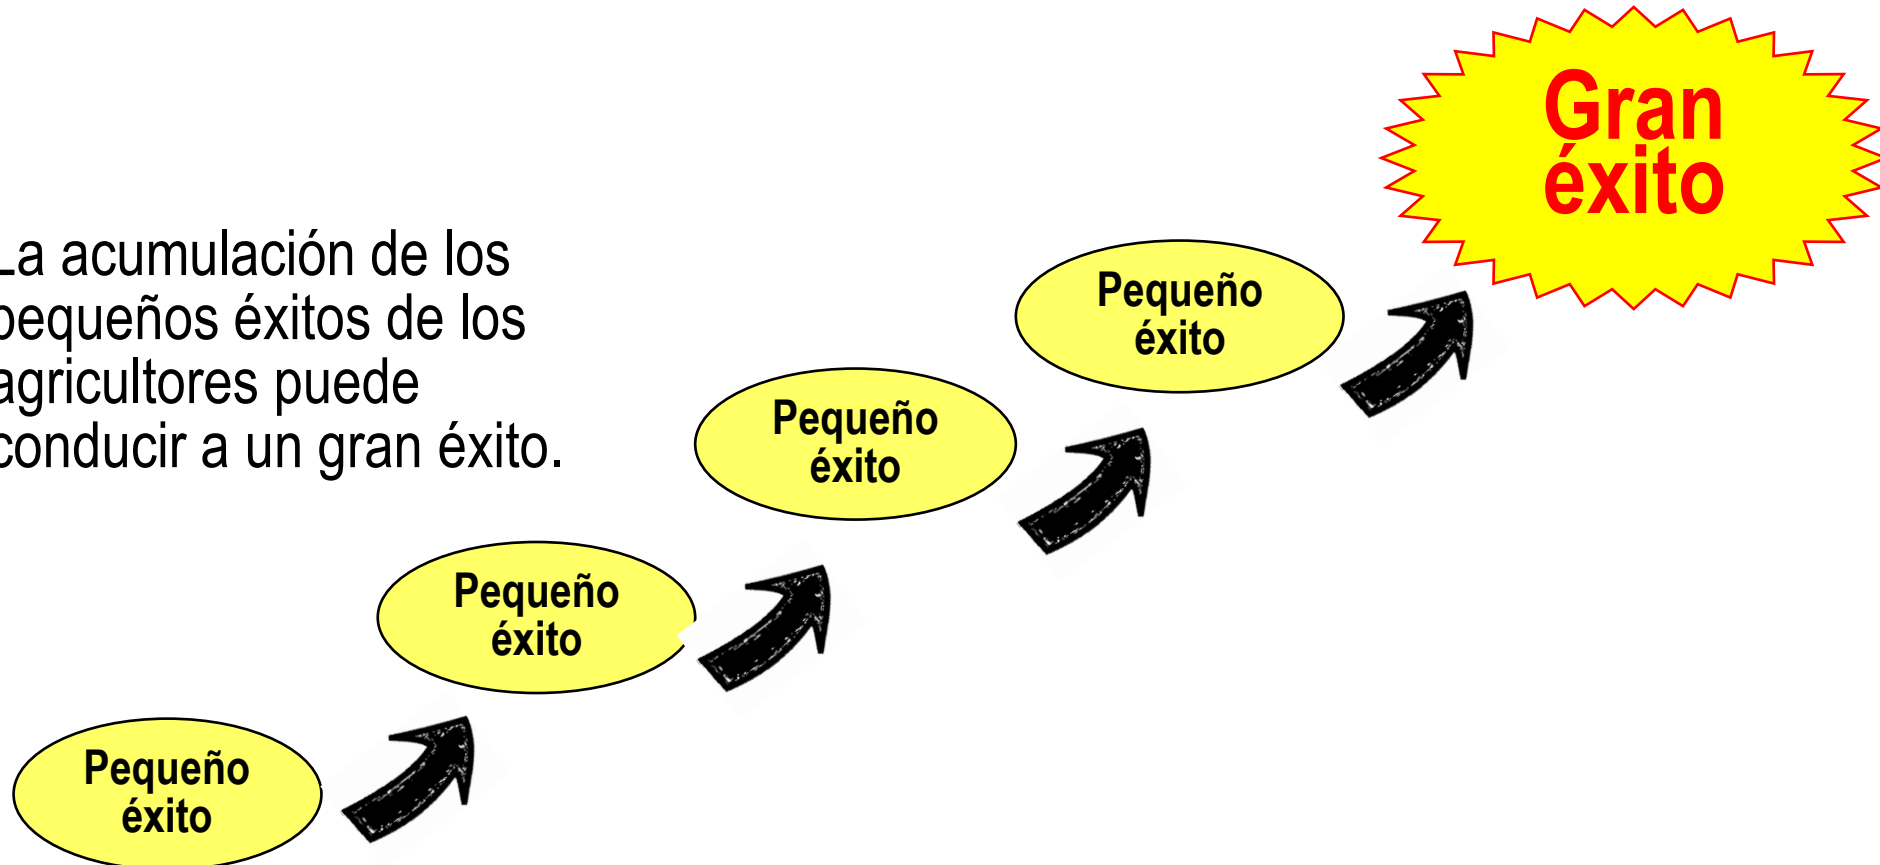 Gran
éxito
La acumulación de los
pequeños éxitos de los
agricultores puede
conducir a un gran éxito.
Pequeño
éxito
Pequeño
éxito
Pequeño
éxito
Pequeño
éxito